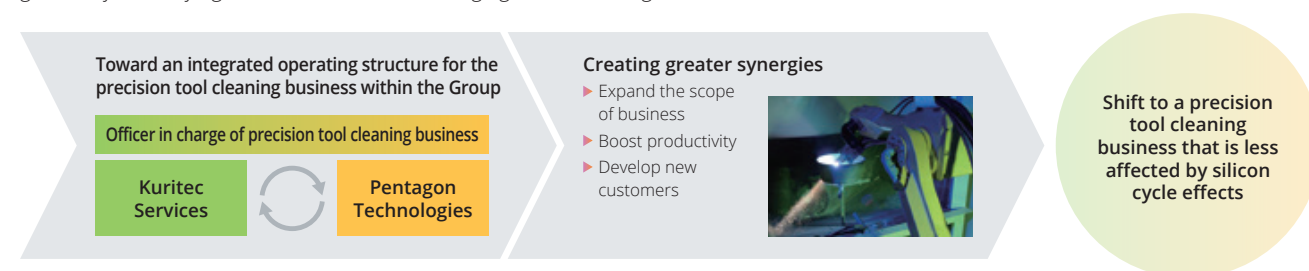 Toward an integrated operating structure for the
precision tool cleaning business within the Group
Officer in charge of precision tool cleaning business
Kuritec
Services
Pentagon
Technologies
Creating greater synergies
▶ Expand the scope
of business
▶ Boost productivity
▶ Develop new
customers
Shift to a precision
tool cleaning
business that is less
affected by silicon
cycle effects